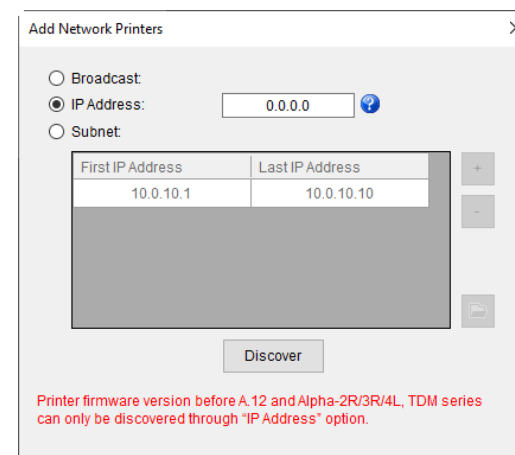 Add Network Printers
Broadcast:
IP Address: 0.0.0.0 ?
Subnet:
First IP Address Last IP Address
10.0.10.1 10.0.10.10
+
-
Discover
Printer firmware version before A.12 and Alpha-2R/3R/4L, TDM series
can only be discovered through “IP Address” option.